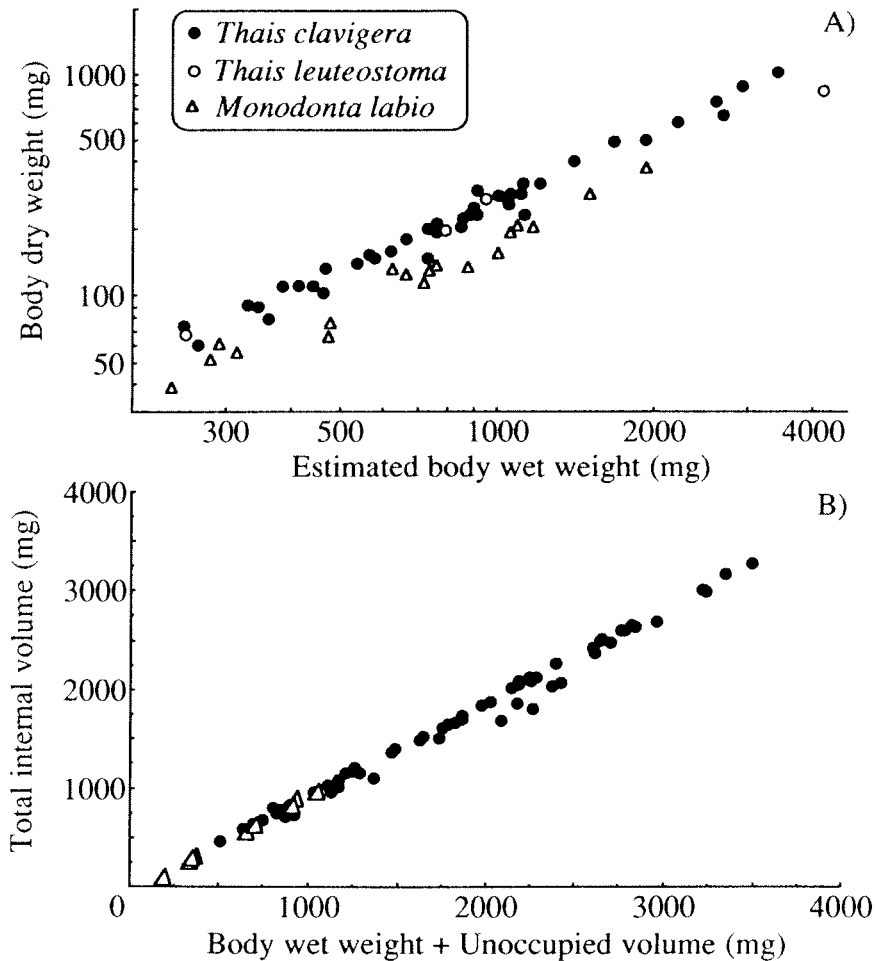 A)
Thais clavigera
Thais leuteostoma
Monodonta labio
Body dry weight (mg)
1000
500
100
50
300
500
1000
2000
4000
Estimated body wet weight (mg)
B)
Total internal volume (mg)
4000
3000
2000
1000
0
1000
2000
3000
4000
Body wet weight + Unoccupied volume (mg)